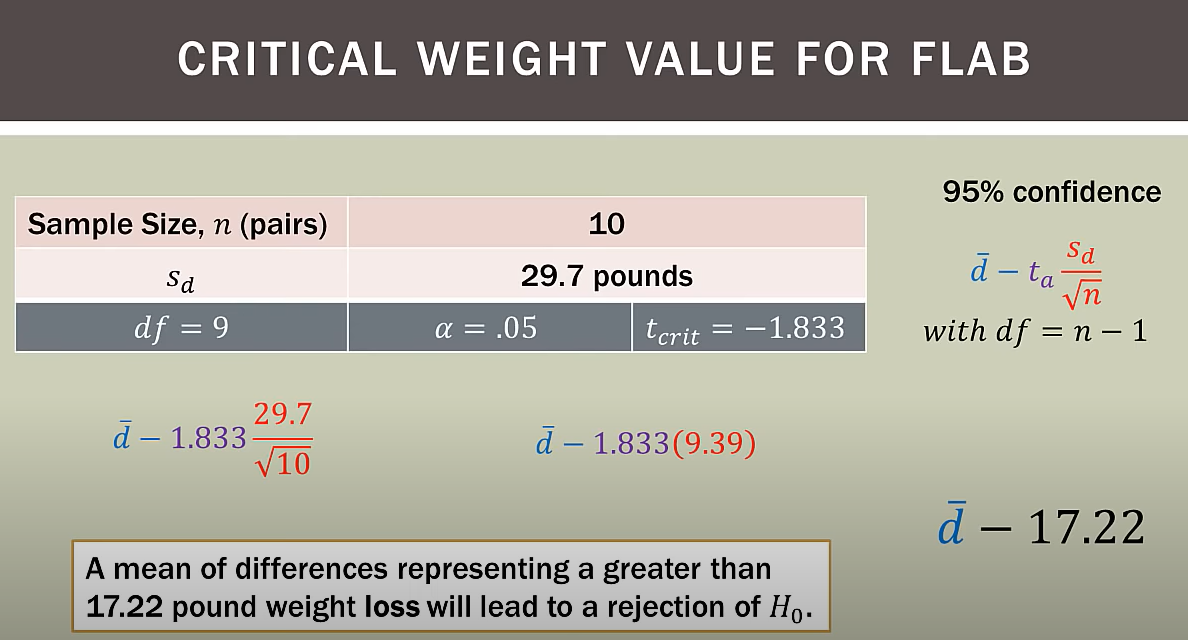 CRITICAL WEIGHT VALUE FOR FLAB
95% confidence
Sample Size, n (pairs) 10
s_d 29.7 pounds
df = 9 α = .05 t_crit = −1.833
d̄ − t_a s_d/√n
with df = n − 1
d̄ − 1.833 29.7/√10
d̄ − 1.833(9.39)
d̄ − 17.22
A mean of differences representing a greater than
17.22 pound weight loss will lead to a rejection of H₀.